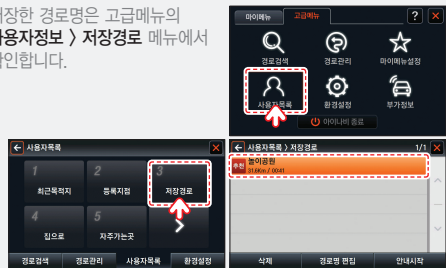 저장한 경로명은 고급메뉴의
사용자정보 〉 저장경로 메뉴에서
확인합니다.
마이메뉴 고급메뉴 ? X
경로검색 경로관리 마이메뉴설정
사용자목록 환경설정 부가정보
아이나비 종료
사용자목록 X
1 2 3
최근목적지 등록지점 저장경로
4 5
집으로 자주가는곳
경로검색 경로관리 사용자목록 환경설정
사용자목록 〉 저장경로 1/1 X
추천 놀이공원
31.6Km / 00:41
삭제 경로명 편집 안내시작